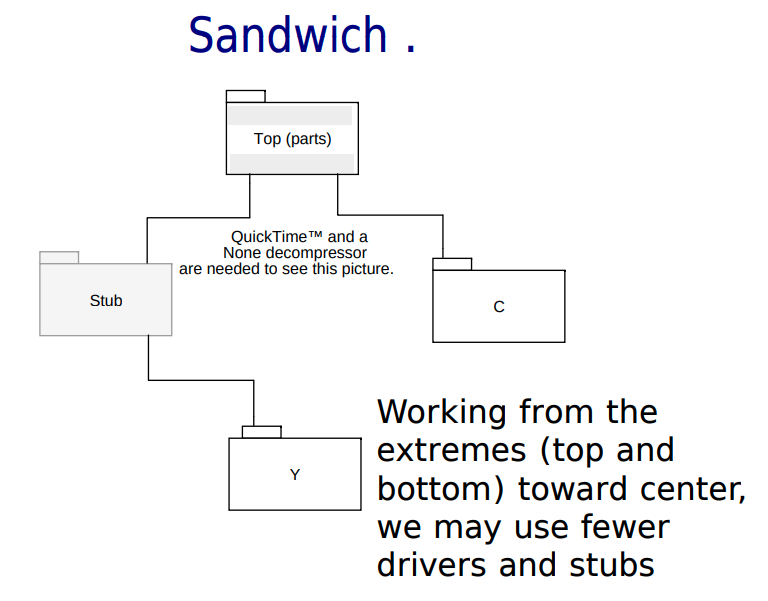 Sandwich .
Top (parts)
QuickTime™ and a
None decompressor
are needed to see this picture.
Stub
C
Y
Working from the
extremes (top and
bottom) toward center,
we may use fewer
drivers and stubs